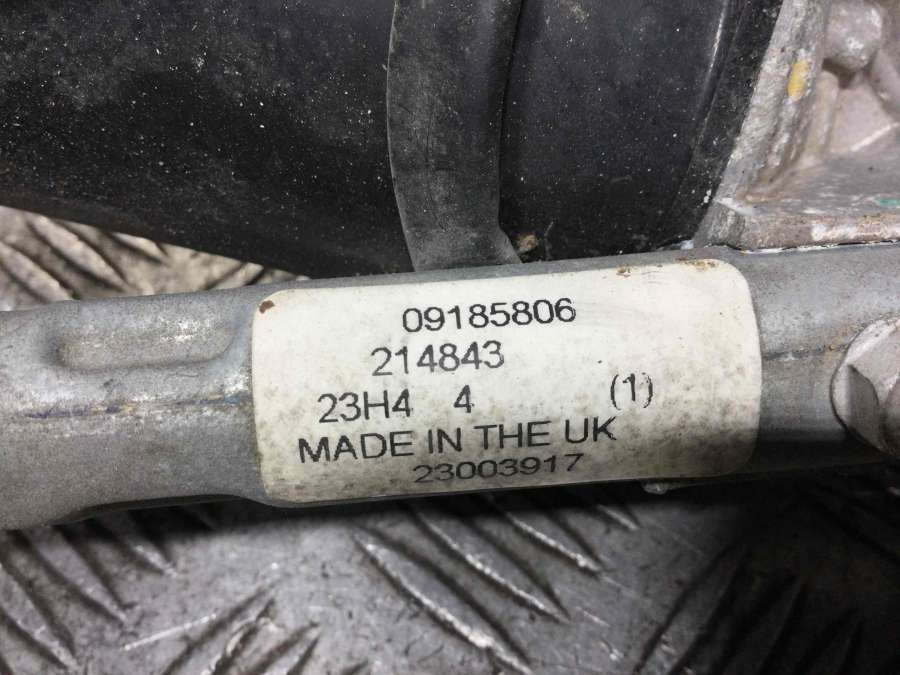 09185806
214843
23H4 4 (1)
MADE IN THE UK
23003917